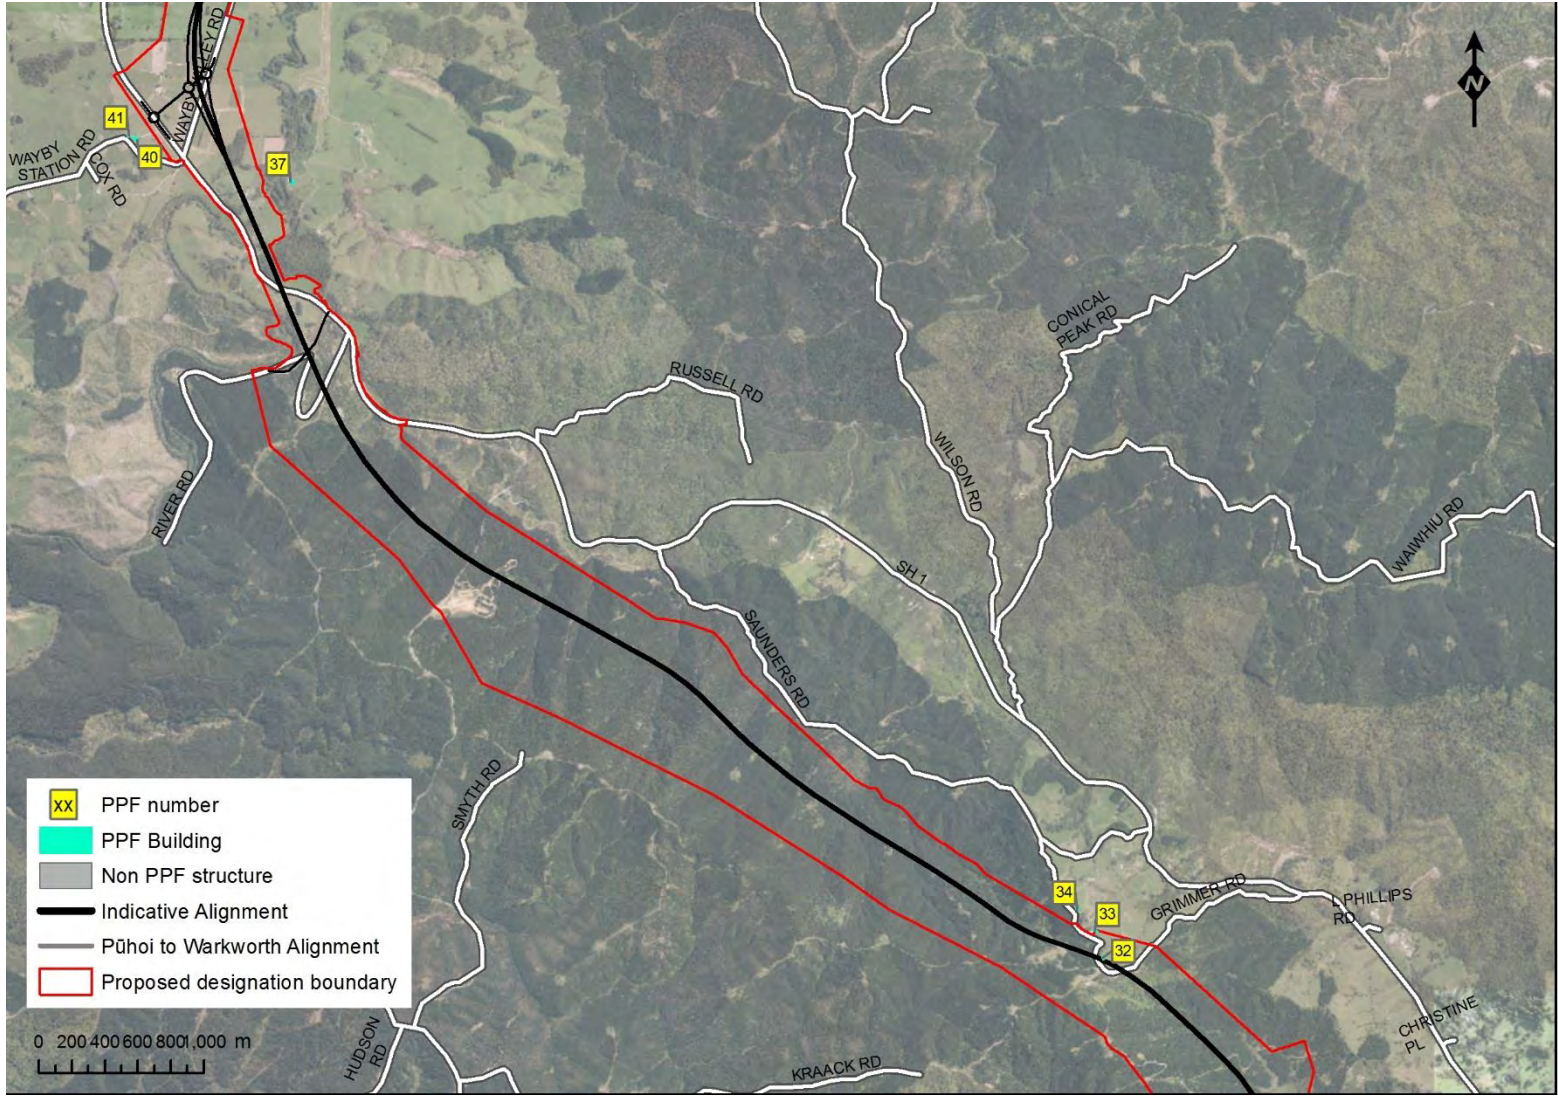 WAYBY VALLEY RD
N
41
40
37
WAYBY
STATION RD
COX RD
CONICAL
PEAK RD
RUSSELL RD
WILSON RD
RIVER RD
WAIWHIU RD
SH 1
SAUNDERS RD
SMYTH RD
34
33
32
GRIMMER RD
L PHILLIPS
RD
CHRISTINE
PL
HUDSON
RD
KRAACK RD
xx PPF number
PPF Building
Non PPF structure
Indicative Alignment
Pūhoi to Warkworth Alignment
Proposed designation boundary
0 200 400 600 800 1,000 m